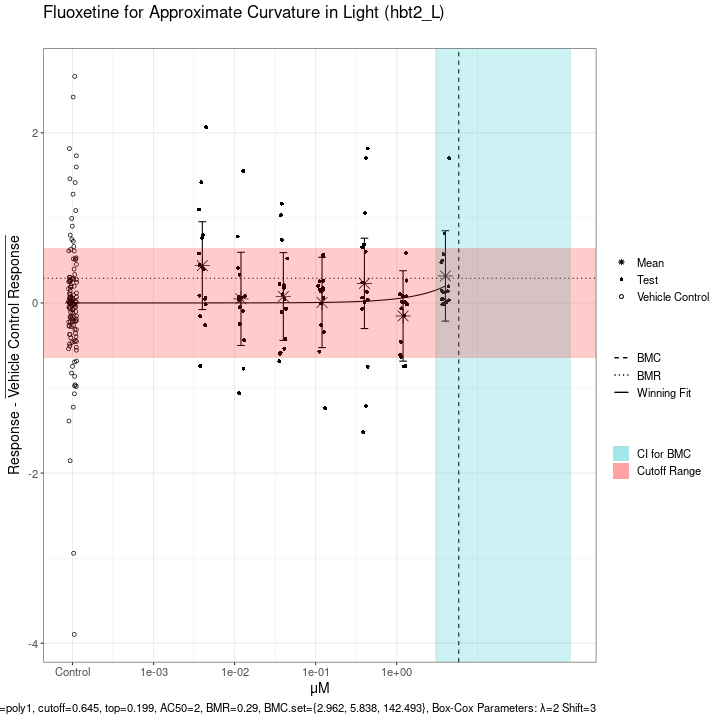 Fluoxetine for Approximate Curvature in Light (hbt2_L)
Response - Vehicle Control Response
2
0
-2
-4
Control
1e-03
1e-02
1e-01
1e+00
μM
Mean
Test
Vehicle Control
BMC
BMR
Winning Fit
CI for BMC
Cutoff Range
=poly1, cutoff=0.645, top=0.199, AC50=2, BMR=0.29, BMC.set={2.962, 5.838, 142.493}, Box-Cox Parameters: λ=2 Shift=3